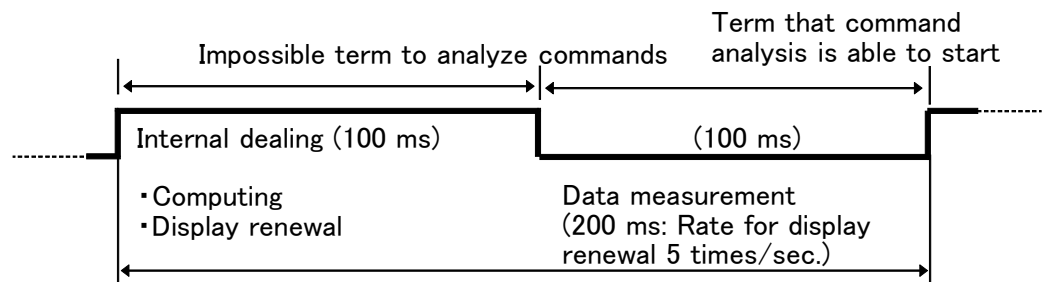 Term that command
analysis is able to start
Impossible term to analyze commands
Internal dealing (100 ms)
(100 ms)
・Computing
・Display renewal
Data measurement
(200 ms: Rate for display
renewal 5 times/sec.)